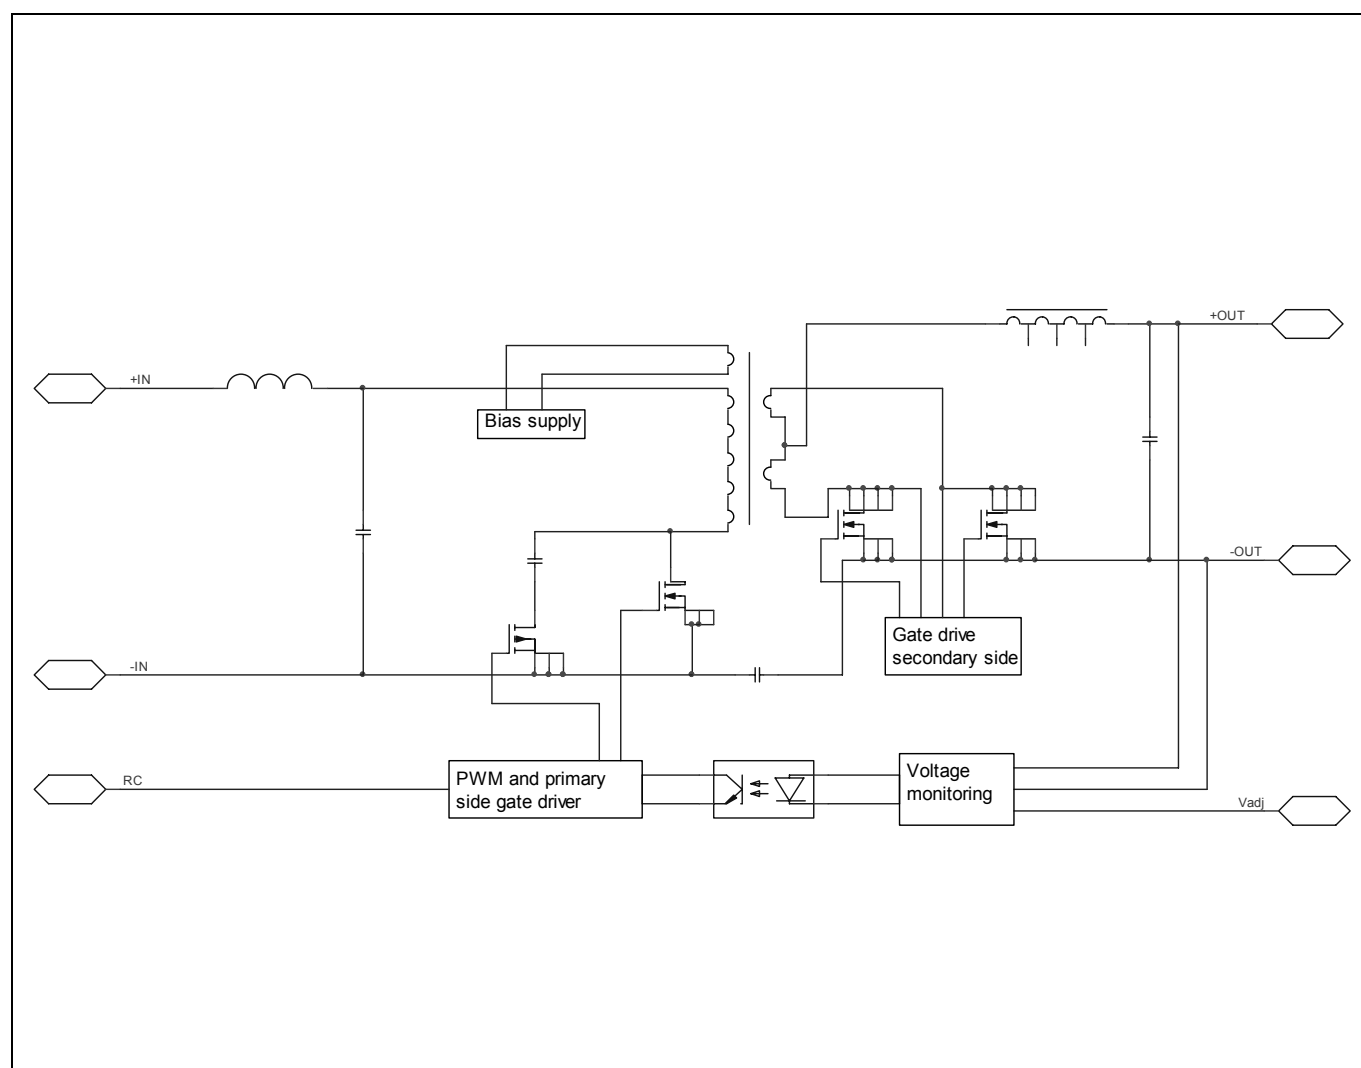 +OUT
+IN
Bias supply
-OUT
Gate drive
secondary side
-IN
PWM and primary
side gate driver
Voltage
monitoring
RC
Vadj